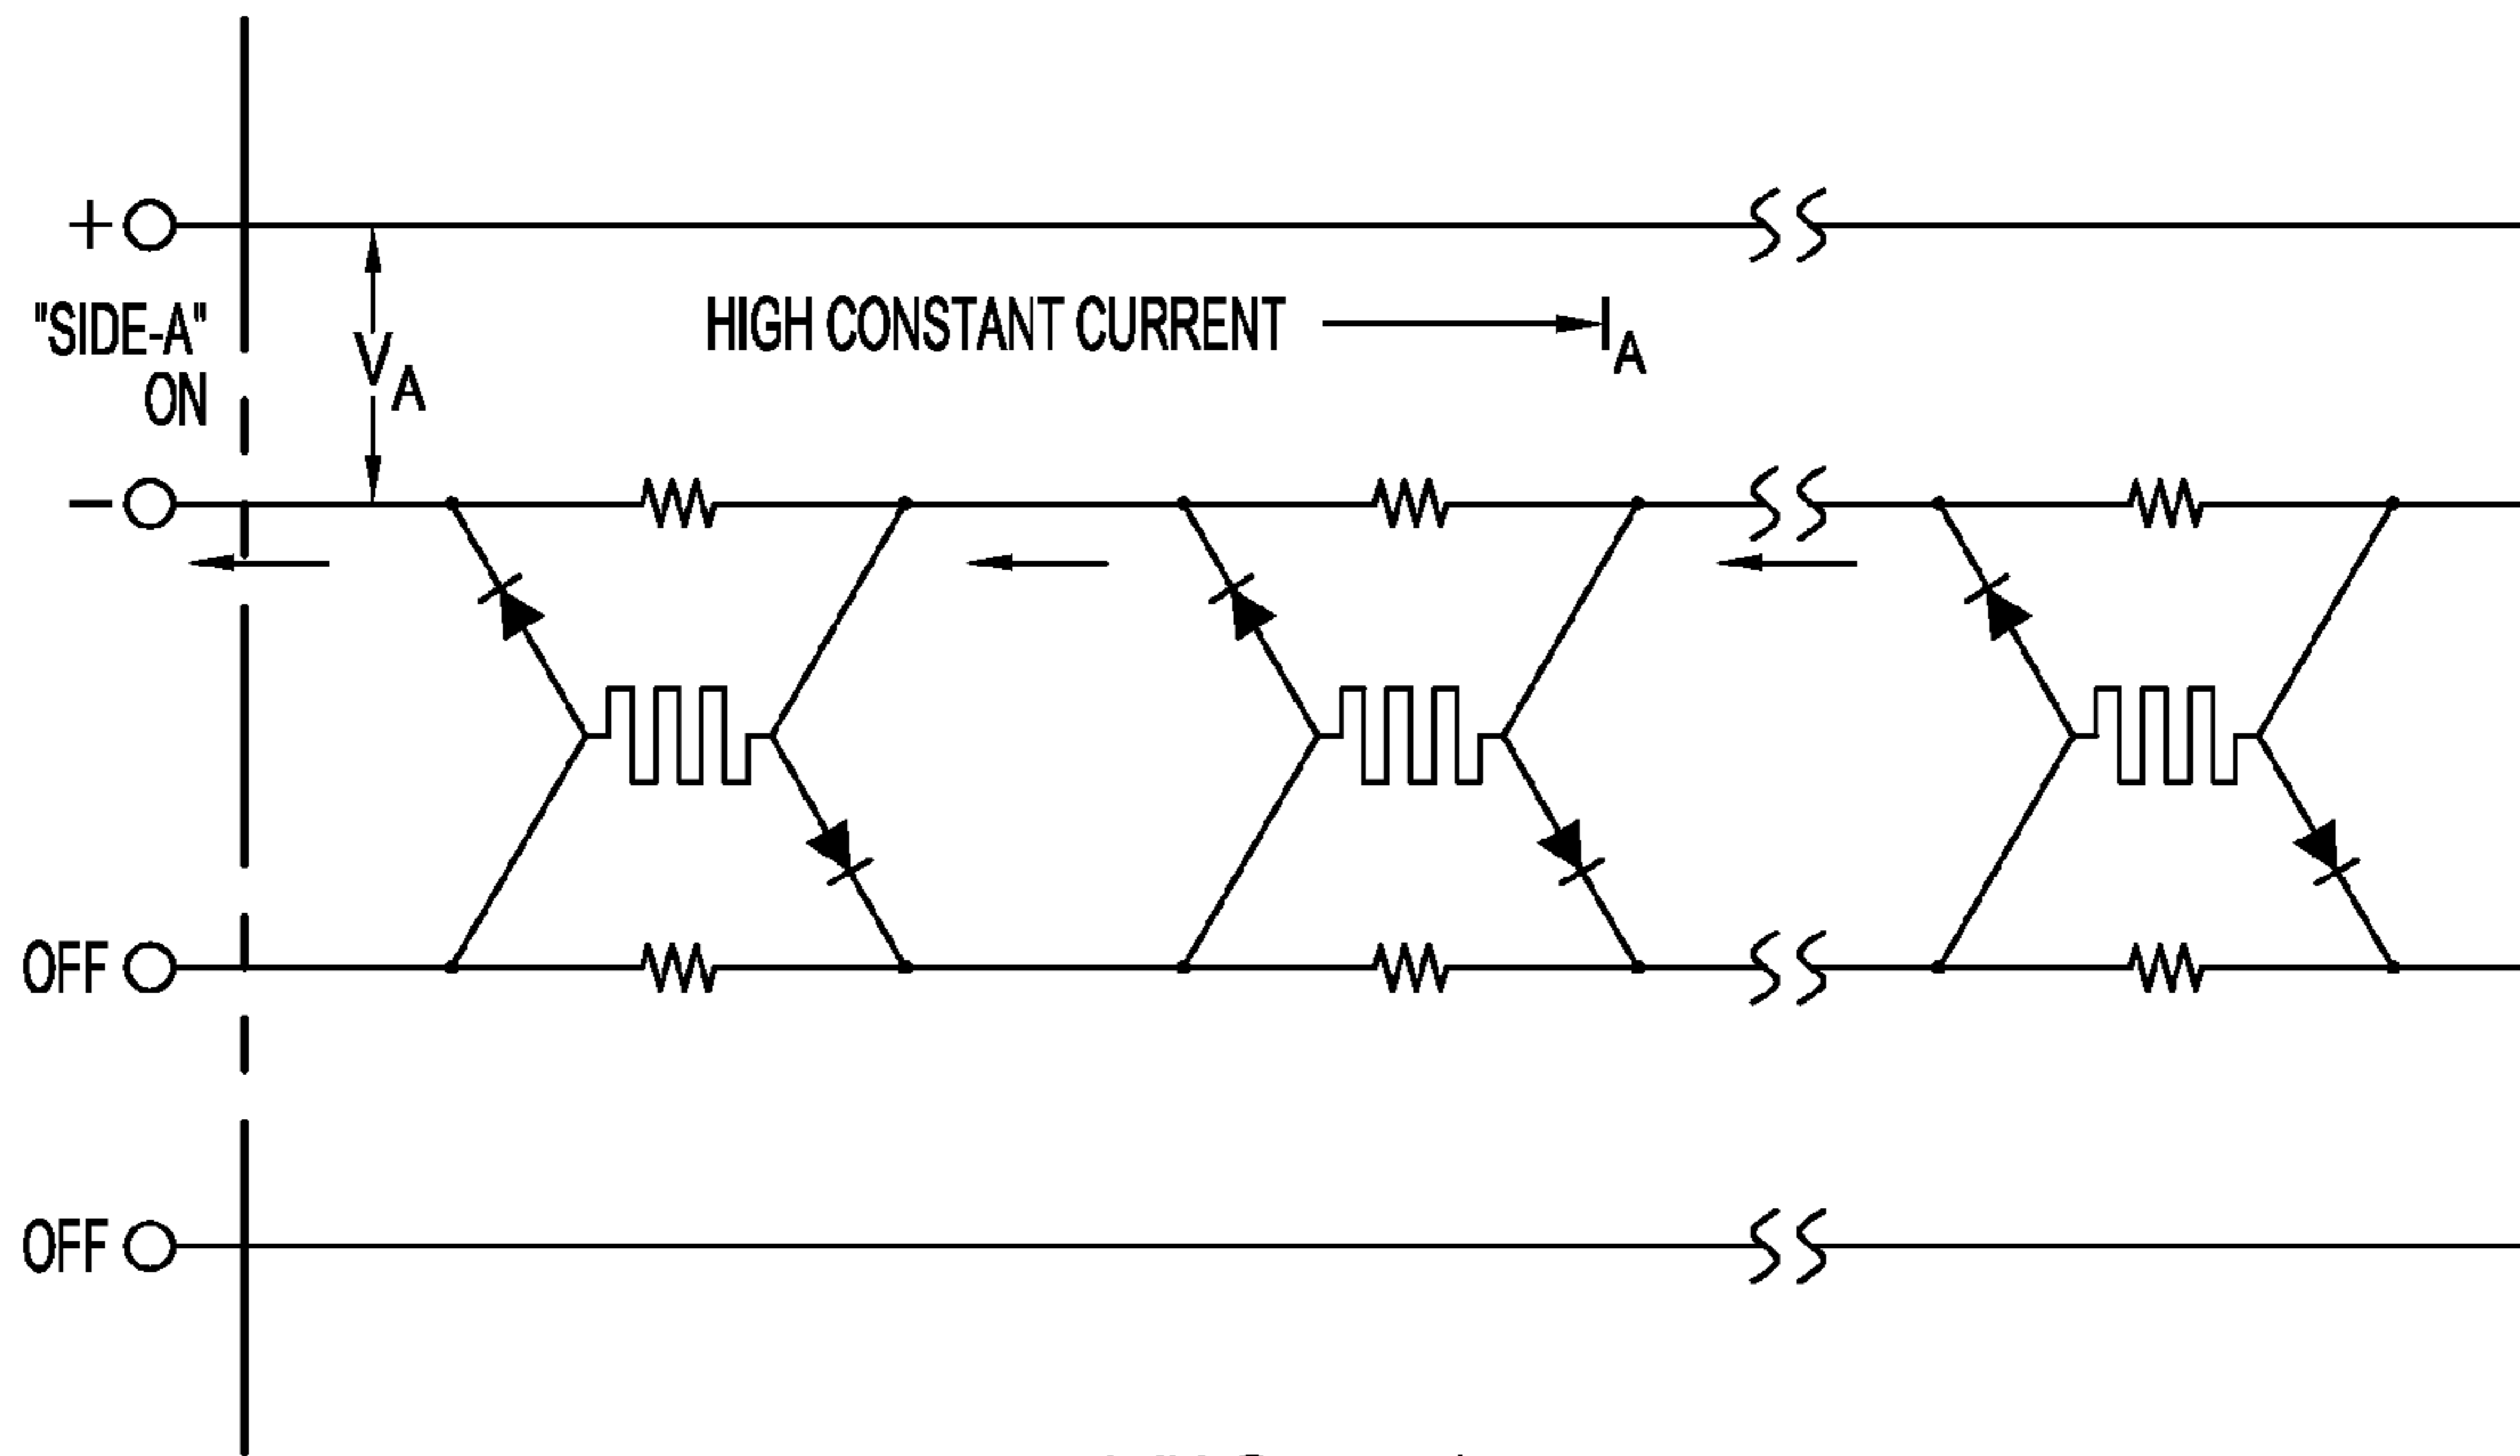 +
"SIDE-A"
ON
V_A
HIGH CONSTANT CURRENT
I_A
−
OFF
OFF